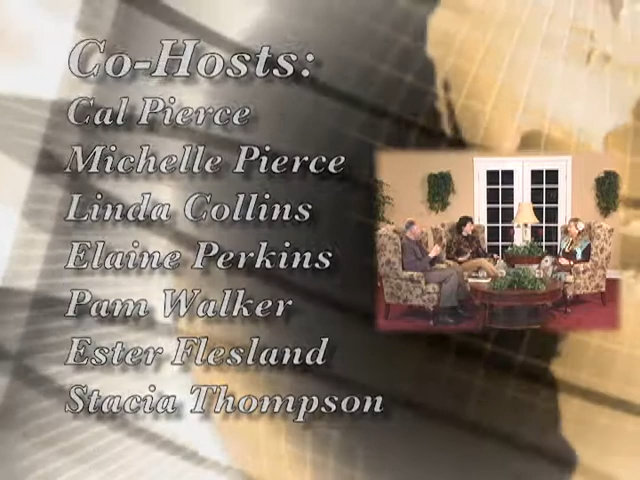 Co-Hosts:
Cal Pierce
Michelle Pierce
Linda Collins
Elaine Perkins
Pam Walker
Ester Flesland
Stacia Thompson